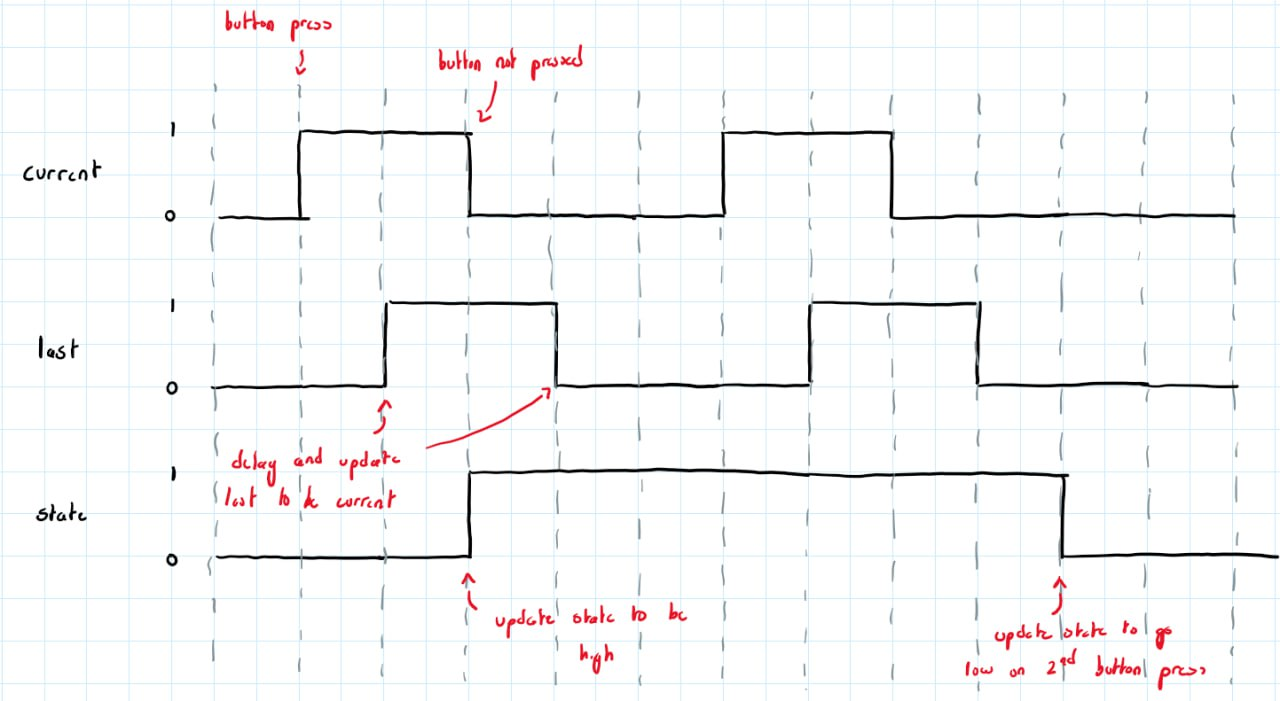 button press
button not pressed
1
current
0
1
last
0
delay and update
last to be current
1
state
0
update state to be
high
update state to go
low on 2nd button press